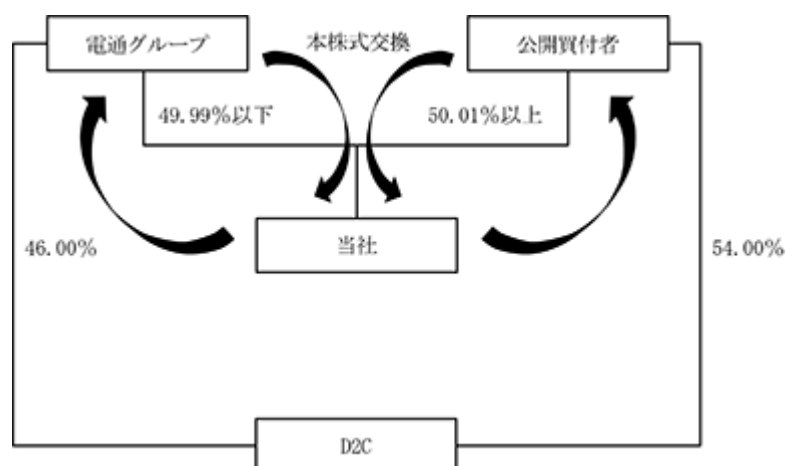 電通グループ
本株式交換
公開買付者
49.99%以下
50.01%以上
46.00%
当社
54.00%
D2C